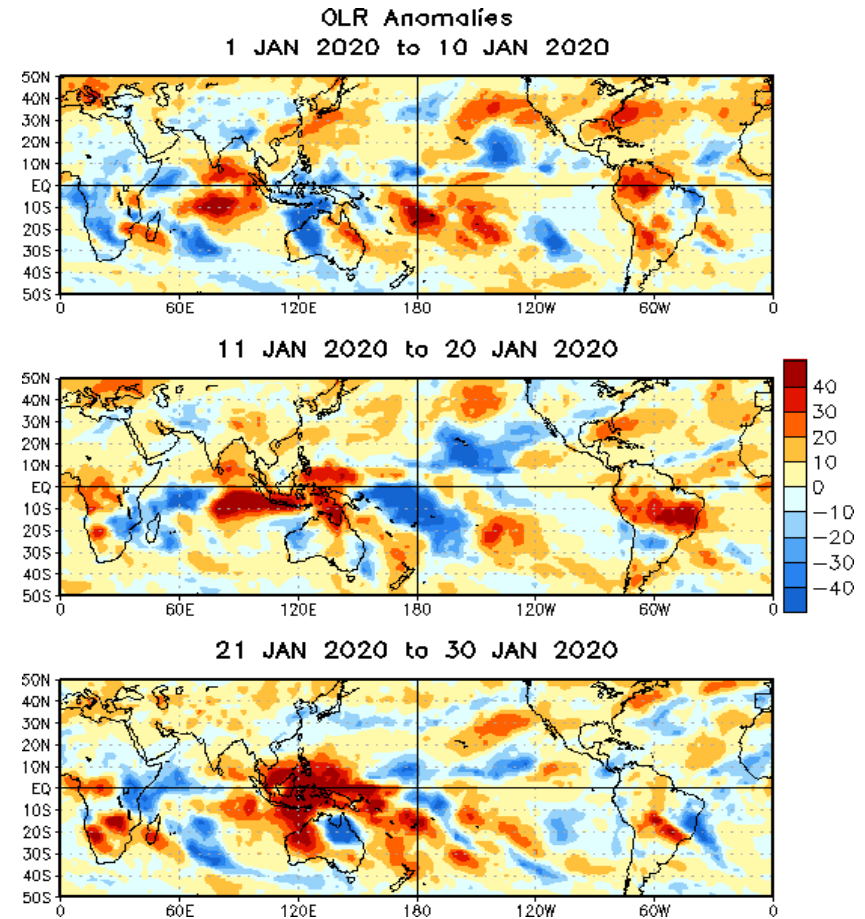 OLR Anomalies
1 JAN 2020 to 10 JAN 2020
50N
40N
30N
20N
10N
EQ
10S
20S
30S
40S
50S
0 60E 120E 180 120W 60W 0
11 JAN 2020 to 20 JAN 2020
50N
40N
30N
20N
10N
EQ
10S
20S
30S
40S
50S
0 60E 120E 180 120W 60W 0
40
30
20
10
0
-10
-20
-30
-40
21 JAN 2020 to 30 JAN 2020
50N
40N
30N
20N
10N
EQ
10S
20S
30S
40S
50S
0 60E 120E 180 120W 60W 0